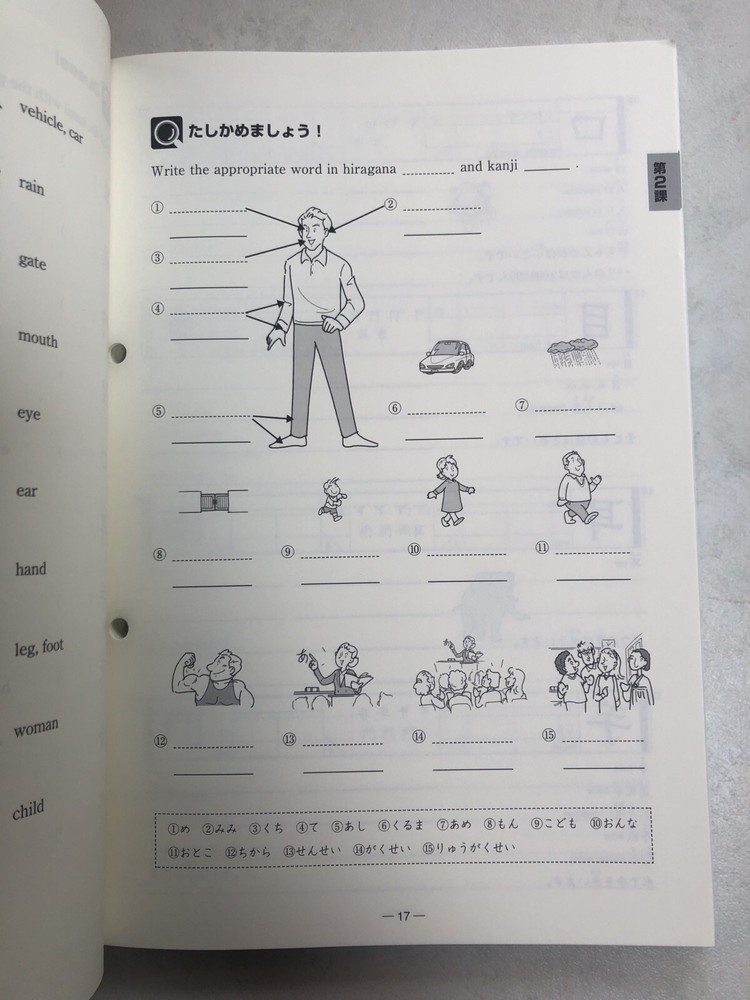 vehicle, car
rain
gate
mouth
eye
ear
hand
leg, foot
woman
child
たしかめましょう！
Write the appropriate word in hiragana and kanji .
第2課
①
②
③
④
⑤
⑥
⑦
⑧
⑨
⑩
⑪
あ
⑫
⑬
⑭
⑮
①め ②みみ ③くち ④て ⑤あし ⑥くるま ⑦あめ ⑧もん ⑨こども ⑩おんな
⑪おとこ ⑫ちから ⑬せんせい ⑭がくせい ⑮りゅうがくせい
— 17 —